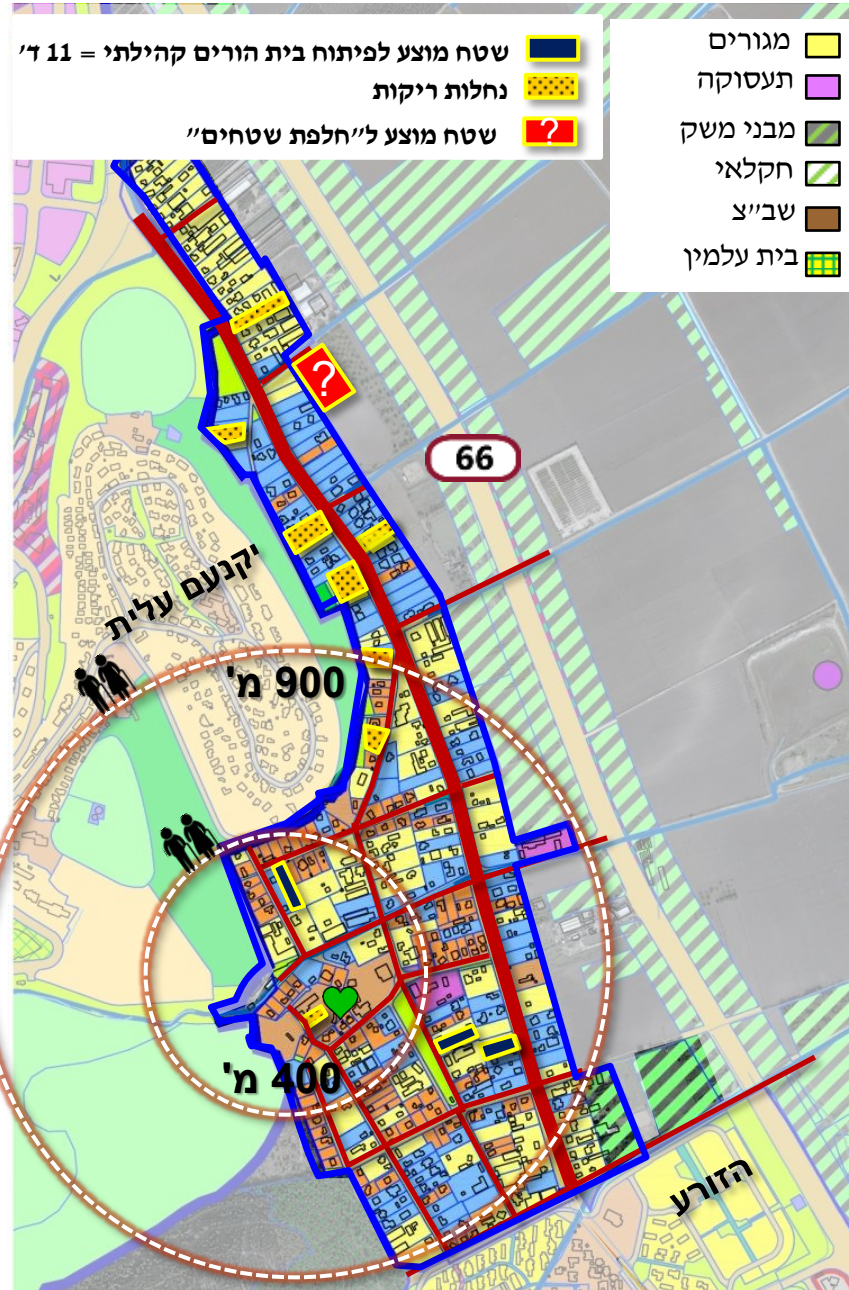 שטח מוצע לפיתוח בית הורים קהילתי = 11 ד׳
נחלות ריקות
שטח מוצע ל״חלפת שטחים״
?
מגורים
תעסוקה
מבני משק
חקלאי
שב״צ
בית עלמין
?
66
יקנעם עלית
900 מ'
400 מ'
הזורע